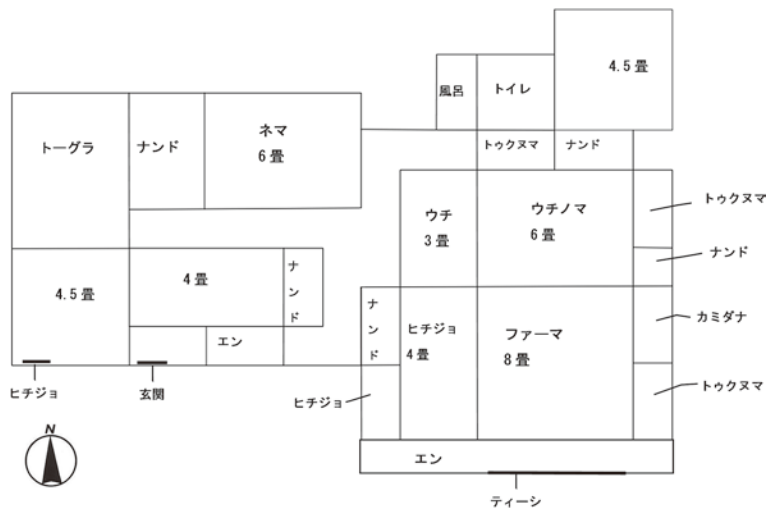 4.5 畳
風呂
トイレ
トーグラ
ナンド
ネマ
6 畳
トゥクヌマ
ナンド
ウチ
3 畳
ウチノマ
6 畳
トゥクヌマ
ナンド
4.5 畳
4 畳
ナンド
エン
ナンド
ヒチジョ
4 畳
ファーマ
8 畳
カミダナ
トゥクヌマ
ヒチジョ
玄関
ヒチジョ
N
エン
ティーシ